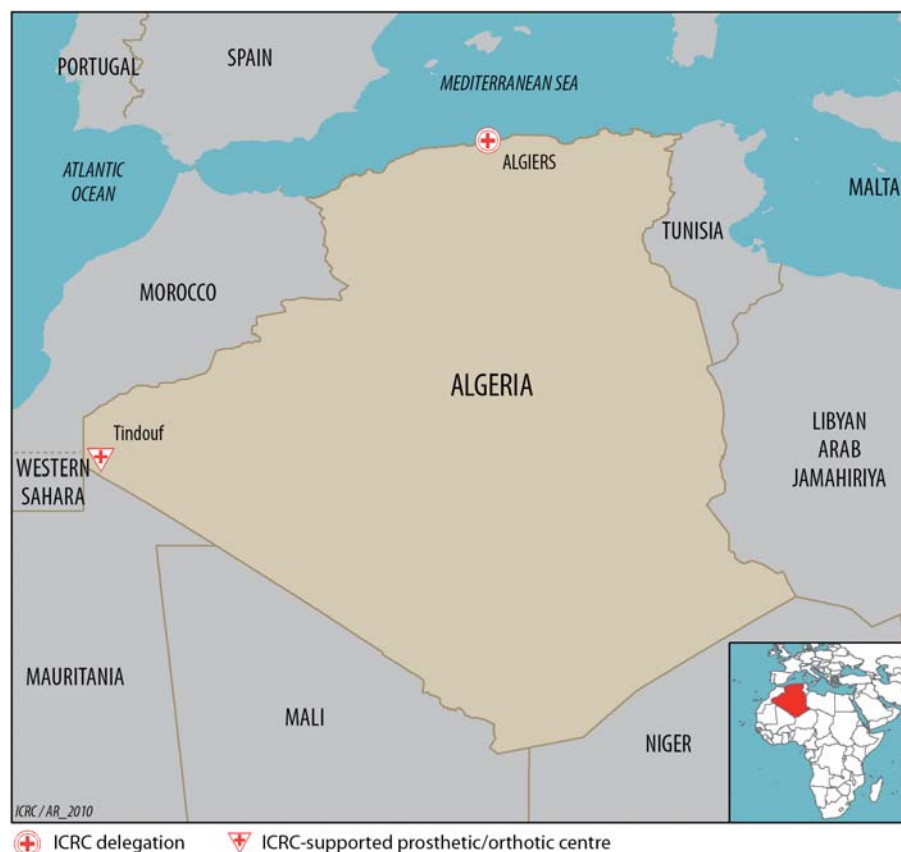 PORTUGAL
SPAIN
MEDITERRANEAN SEA
ATLANTIC
OCEAN
ALGIERS
MALTA
TUNISIA
MOROCCO
ALGERIA
Tindouf
LIBYAN
ARAB
JAMAHIRIYA
WESTERN
SAHARA
MAURITANIA
MALI
NIGER
ICRC / AR_2010
ICRC delegation
ICRC-supported prosthetic/orthotic centre